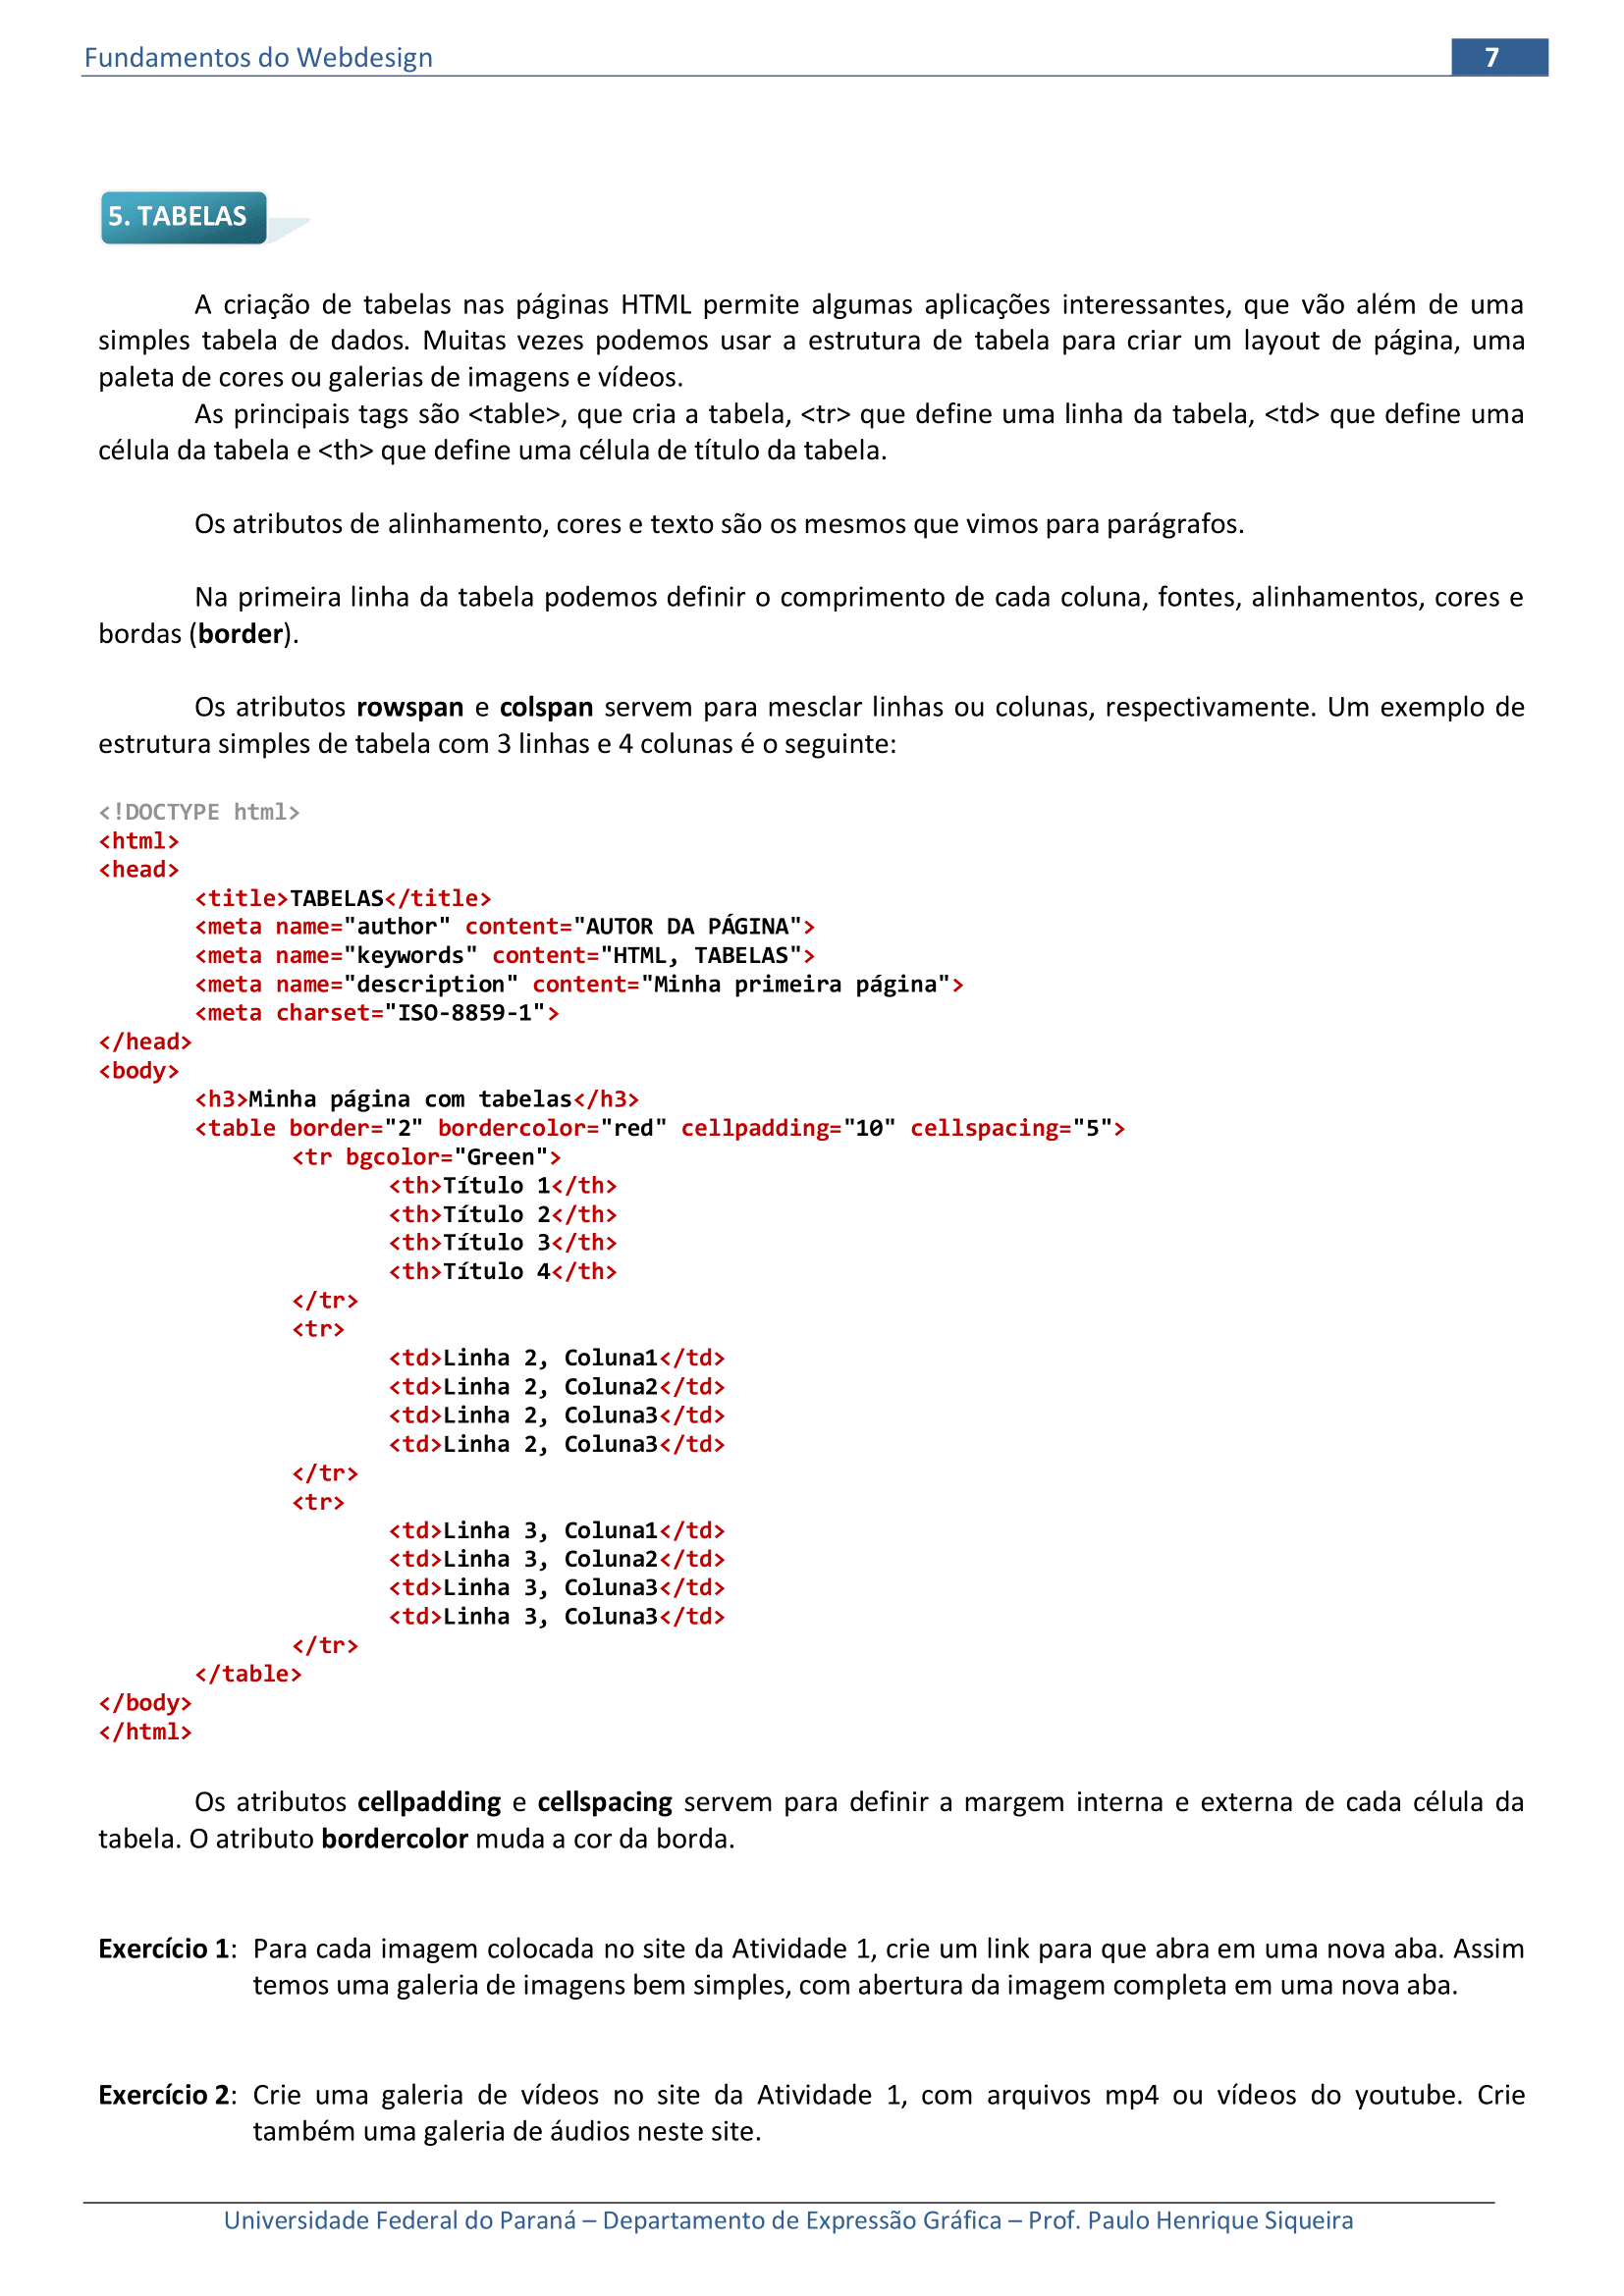 Fundamentos do Webdesign 7
5. TABELAS
A criação de tabelas nas páginas HTML permite algumas aplicações interessantes, que vão além de uma
simples tabela de dados. Muitas vezes podemos usar a estrutura de tabela para criar um layout de página, uma
paleta de cores ou galerias de imagens e vídeos.
As principais tags são <table>, que cria a tabela, <tr> que define uma linha da tabela, <td> que define uma
célula da tabela e <th> que define uma célula de título da tabela.
Os atributos de alinhamento, cores e texto são os mesmos que vimos para parágrafos.
Na primeira linha da tabela podemos definir o comprimento de cada coluna, fontes, alinhamentos, cores e
bordas (border).
Os atributos rowspan e colspan servem para mesclar linhas ou colunas, respectivamente. Um exemplo de
estrutura simples de tabela com 3 linhas e 4 colunas é o seguinte:
<!DOCTYPE html>
<html>
<head>
<title>TABELAS</title>
<meta name="author" content="AUTOR DA PÁGINA">
<meta name="keywords" content="HTML, TABELAS">
<meta name="description" content="Minha primeira página">
<meta charset="ISO-8859-1">
</head>
<body>
<h3>Minha página com tabelas</h3>
<table border="2" bordercolor="red" cellpadding="10" cellspacing="5">
<tr bgcolor="Green">
<th>Título 1</th>
<th>Título 2</th>
<th>Título 3</th>
<th>Título 4</th>
</tr>
<tr>
<td>Linha 2, Coluna1</td>
<td>Linha 2, Coluna2</td>
<td>Linha 2, Coluna3</td>
<td>Linha 2, Coluna3</td>
</tr>
<tr>
<td>Linha 3, Coluna1</td>
<td>Linha 3, Coluna2</td>
<td>Linha 3, Coluna3</td>
<td>Linha 3, Coluna3</td>
</tr>
</table>
</body>
</html>
Os atributos cellpadding e cellspacing servem para definir a margem interna e externa de cada célula da
tabela. O atributo bordercolor muda a cor da borda.
Exercício 1: Para cada imagem colocada no site da Atividade 1, crie um link para que abra em uma nova aba. Assim
temos uma galeria de imagens bem simples, com abertura da imagem completa em uma nova aba.
Exercício 2: Crie uma galeria de vídeos no site da Atividade 1, com arquivos mp4 ou vídeos do youtube. Crie
também uma galeria de áudios neste site.
Universidade Federal do Paraná – Departamento de Expressão Gráfica – Prof. Paulo Henrique Siqueira